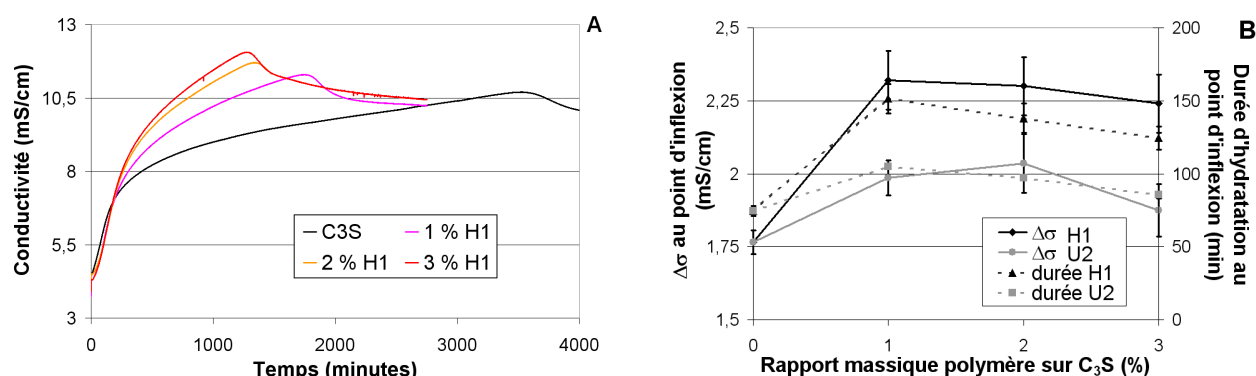 A
Conductivité (mS/cm)
13
10,5
8
5,5
3
C3S
1 % H1
2 % H1
3 % H1
0
1000
2000
3000
4000
Temps (minutes)
B
Δσ au point d'inflexion
(mS/cm)
2,5
2,25
2
1,75
1,5
Δσ H1
Δσ U2
durée H1
durée U2
200
150
100
50
0
Durée d'hydratation au
point d'inflexion (min)
0
1
2
3
Rapport massique polymère sur C₃S (%)